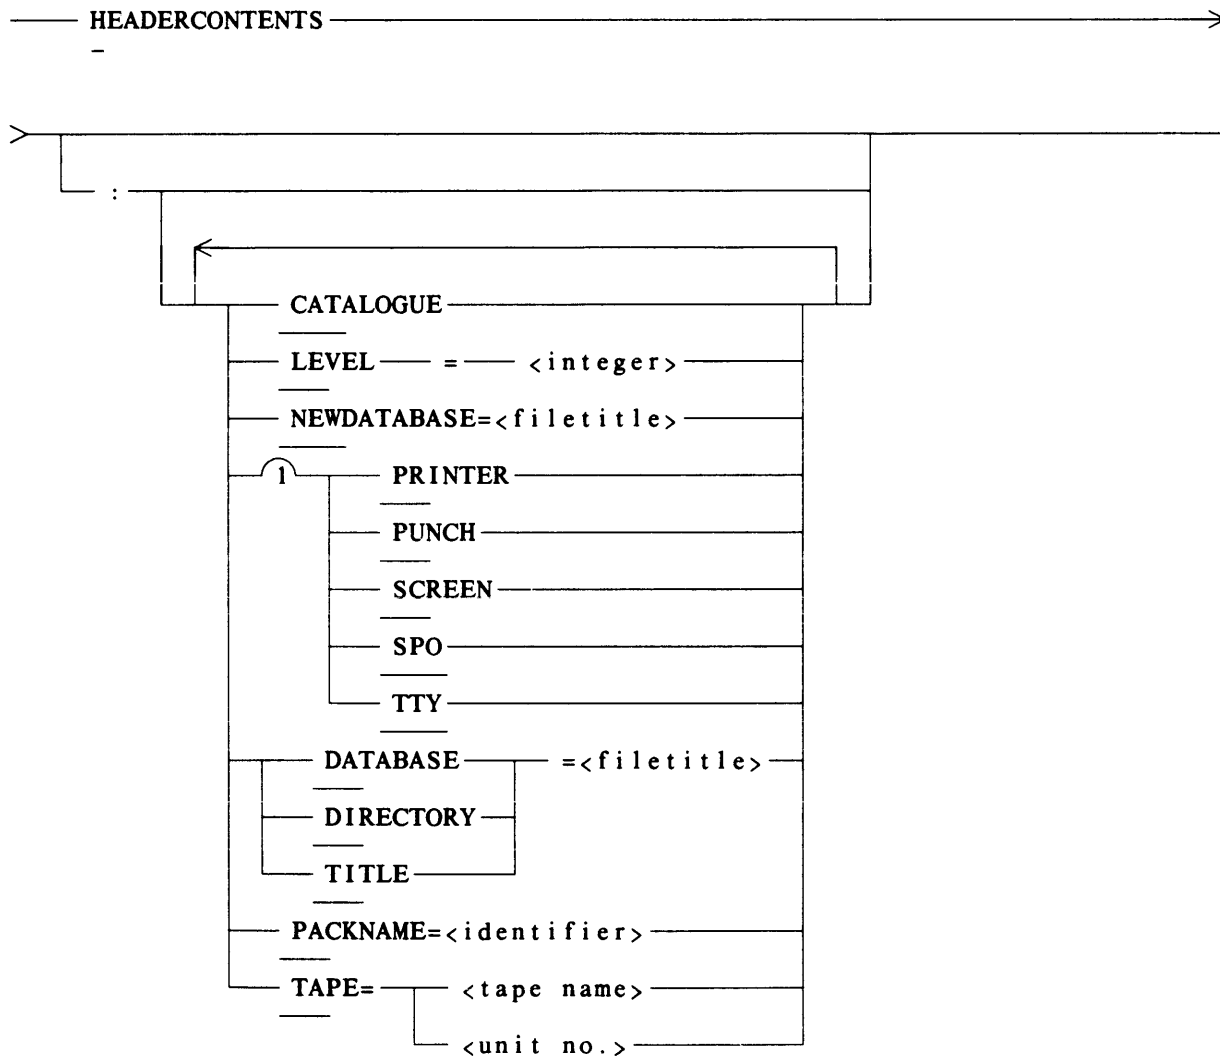 HEADERCONTENTS
:
CATALOGUE
LEVEL = <integer>
NEWDATABASE=<filetitle>
1 PRINTER
PUNCH
SCREEN
SPO
TTY
DATABASE =<filetitle>
DIRECTORY
TITLE
PACKNAME=<identifier>
TAPE= <tape name>
<unit no.>